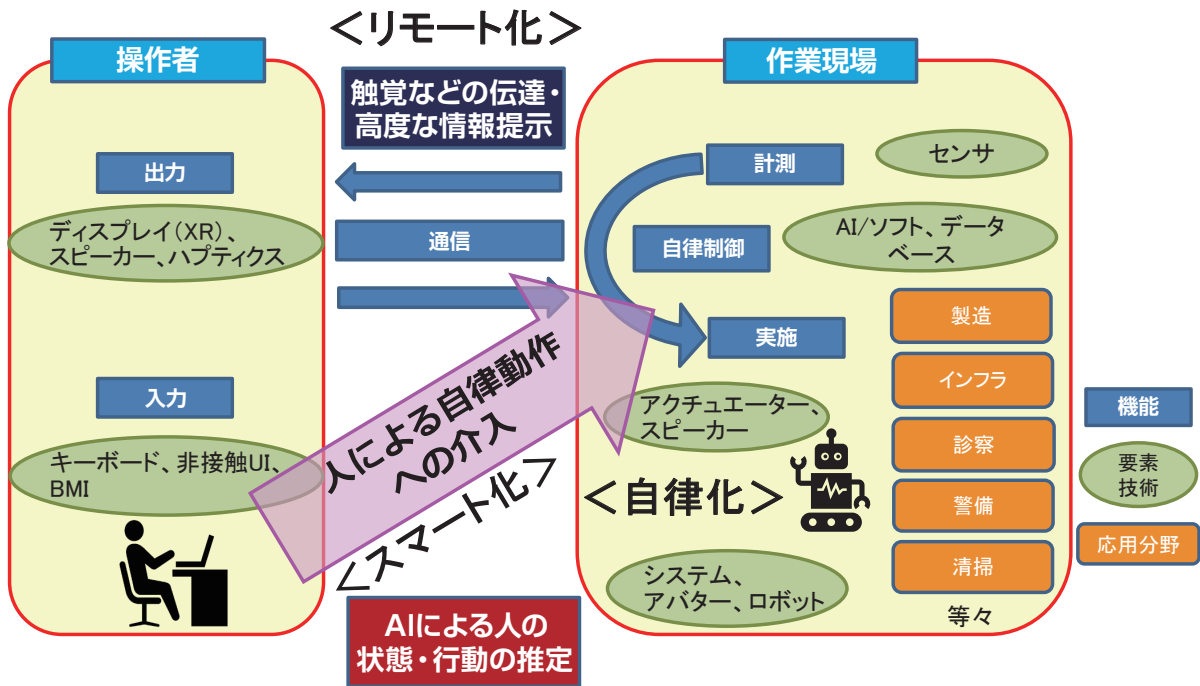 ＜リモート化＞
操作者
出力
ディスプレイ（XR）、
スピーカー、ハプティクス
入力
キーボード、非接触UI、
BMI
触覚などの伝達・
高度な情報提示
通信
人による自律動作
への介入
＜スマート化＞
AIによる人の
状態・行動の推定
作業現場
計測
センサ
自律制御
AI/ソフト、データ
ベース
実施
アクチュエーター、
スピーカー
＜自律化＞
システム、
アバター、ロボット
製造
インフラ
診察
警備
清掃
等々
機能
要素
技術
応用分野